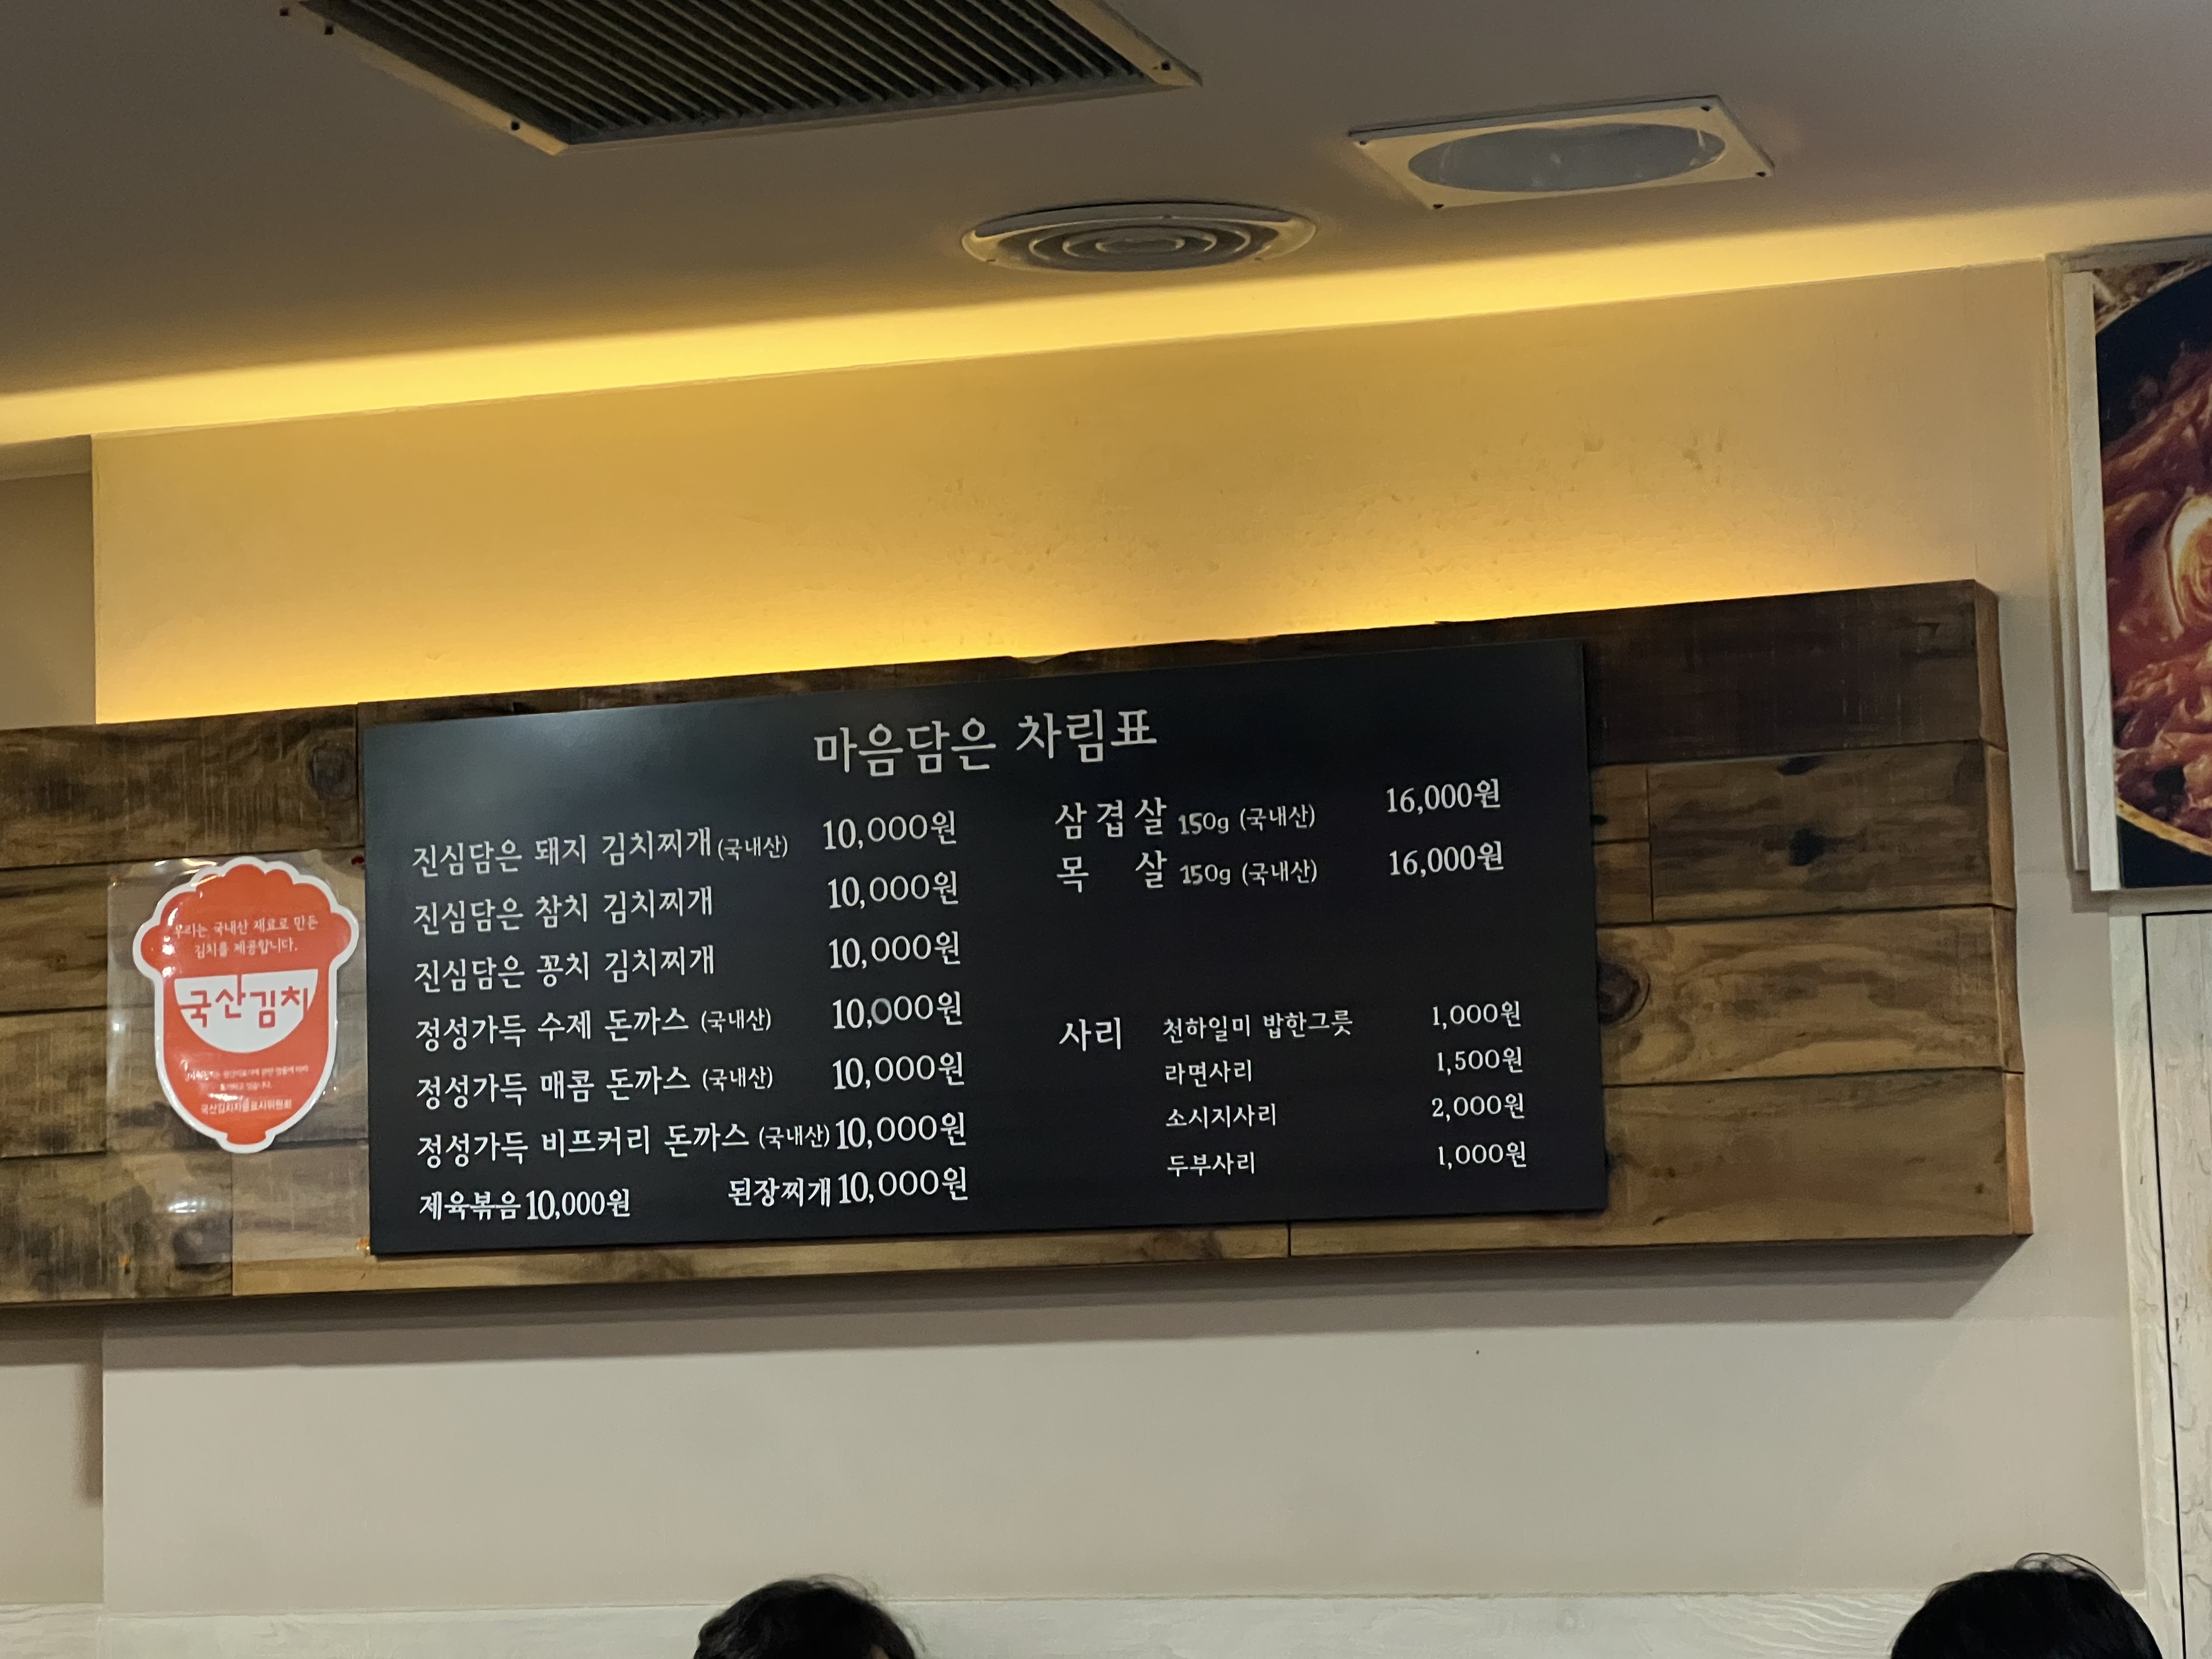 마음담은 차림표
진심담은 돼지 김치찌개 (국내산) 10,000원
진심담은 참치 김치찌개 10,000원
진심담은 꽁치 김치찌개 10,000원
정성가득 수제 돈까스 (국내산) 10,000원
정성가득 매콤 돈까스 (국내산) 10,000원
정성가득 비프커리 돈까스 (국내산) 10,000원
제육볶음 10,000원 된장찌개 10,000원
삼겹살 150g (국내산) 16,000원
목살 150g (국내산) 16,000원
사리 천하일미 밥한그릇 1,000원
라면사리 1,500원
소시지사리 2,000원
두부사리 1,000원
우리는 국내산 재료로 만든
김치를 제공합니다.
국산김치